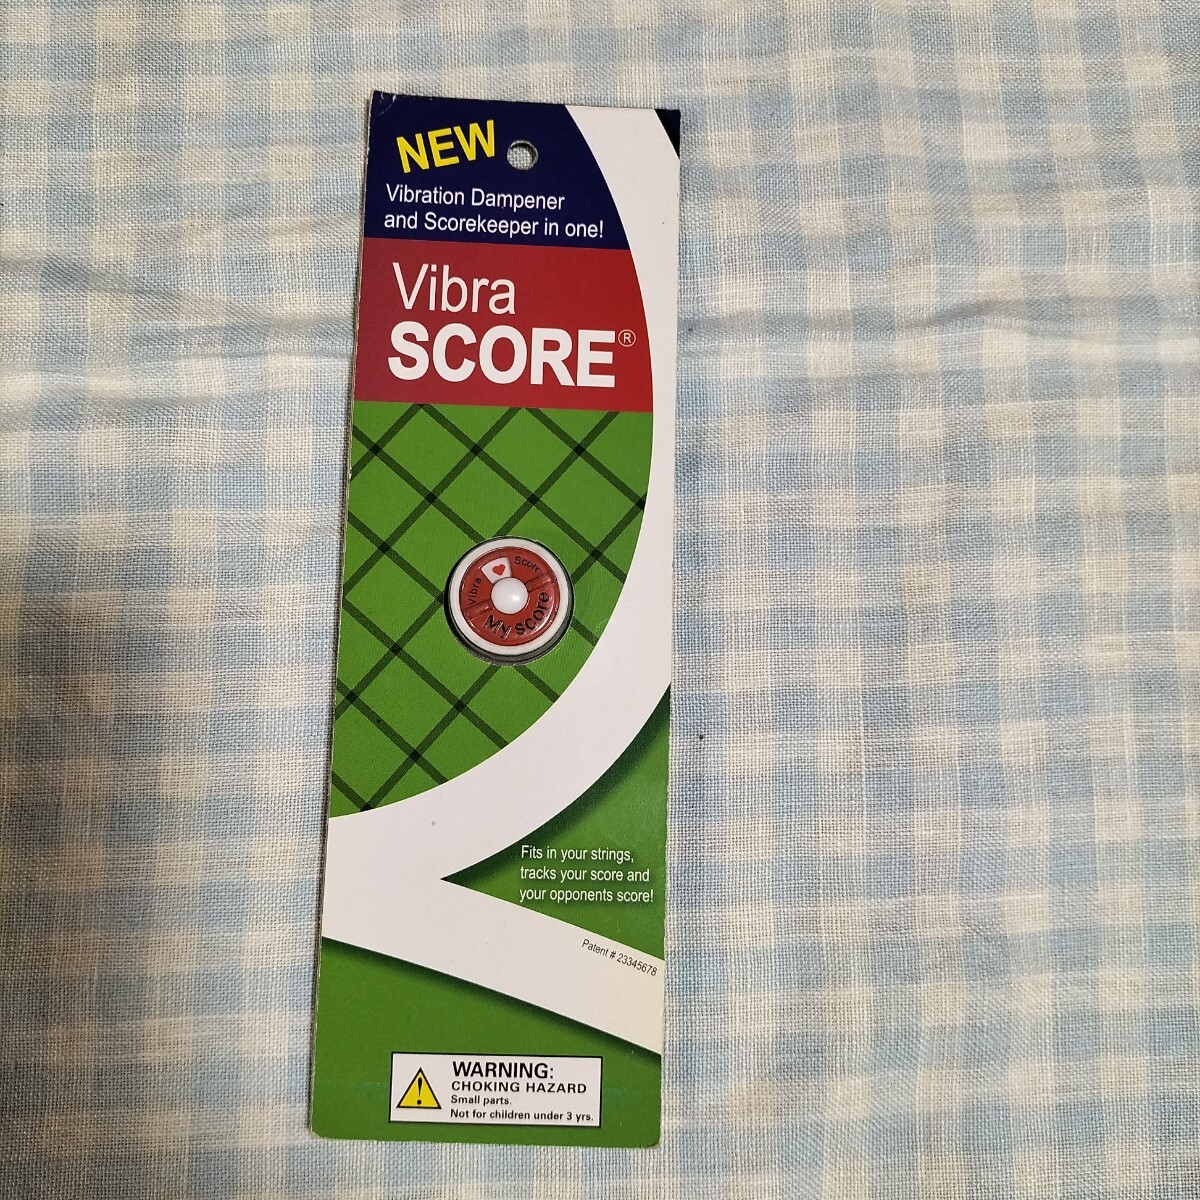 NEW
Vibration Dampener
and Scorekeeper in one!
Vibra
SCORE®
Vibra Score
My score
Fits in your strings,
tracks your score and
your opponents score!
Patent # 23345678
WARNING:
CHOKING HAZARD
Small parts.
Not for children under 3 yrs.